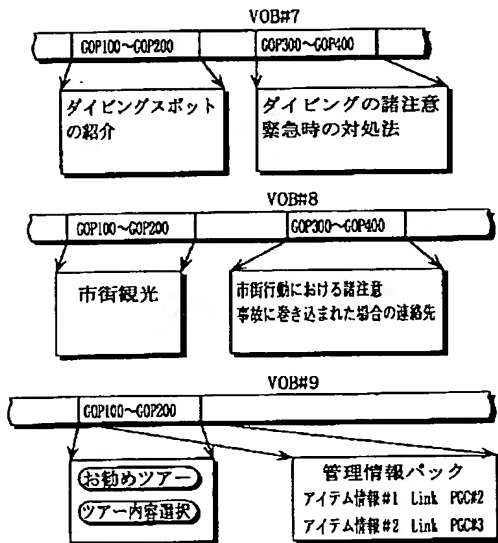 VOB#7
GOP100～GOP200
GOP300～GOP400
ダイビングスポット
の紹介
ダイビングの諸注意
緊急時の対処法
VOB#8
GOP100～GOP200
GOP300～GOP400
市街観光
市街行動における諸注意
事故に巻き込まれた場合の連絡先
VOB#9
GOP100～GOP200
お勧めツアー
ツアー内容選択
管理情報パック
アイテム情報#1 Link PGC#2
アイテム情報#2 Link PGC#3